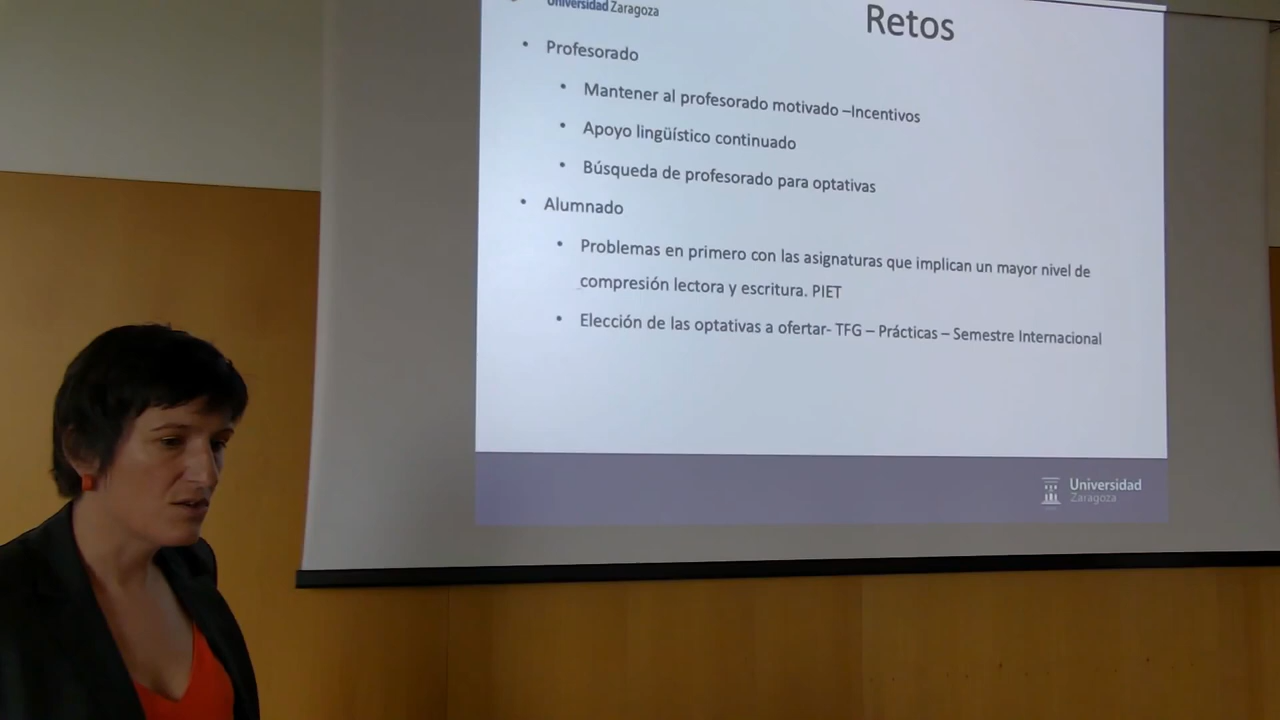 Universidad Zaragoza
Retos
• Profesorado
• Mantener al profesorado motivado –Incentivos
• Apoyo lingüístico continuado
• Búsqueda de profesorado para optativas
• Alumnado
• Problemas en primero con las asignaturas que implican un mayor nivel de
compresión lectora y escritura. PIET
• Elección de las optativas a ofertar- TFG – Prácticas – Semestre Internacional
Universidad
Zaragoza